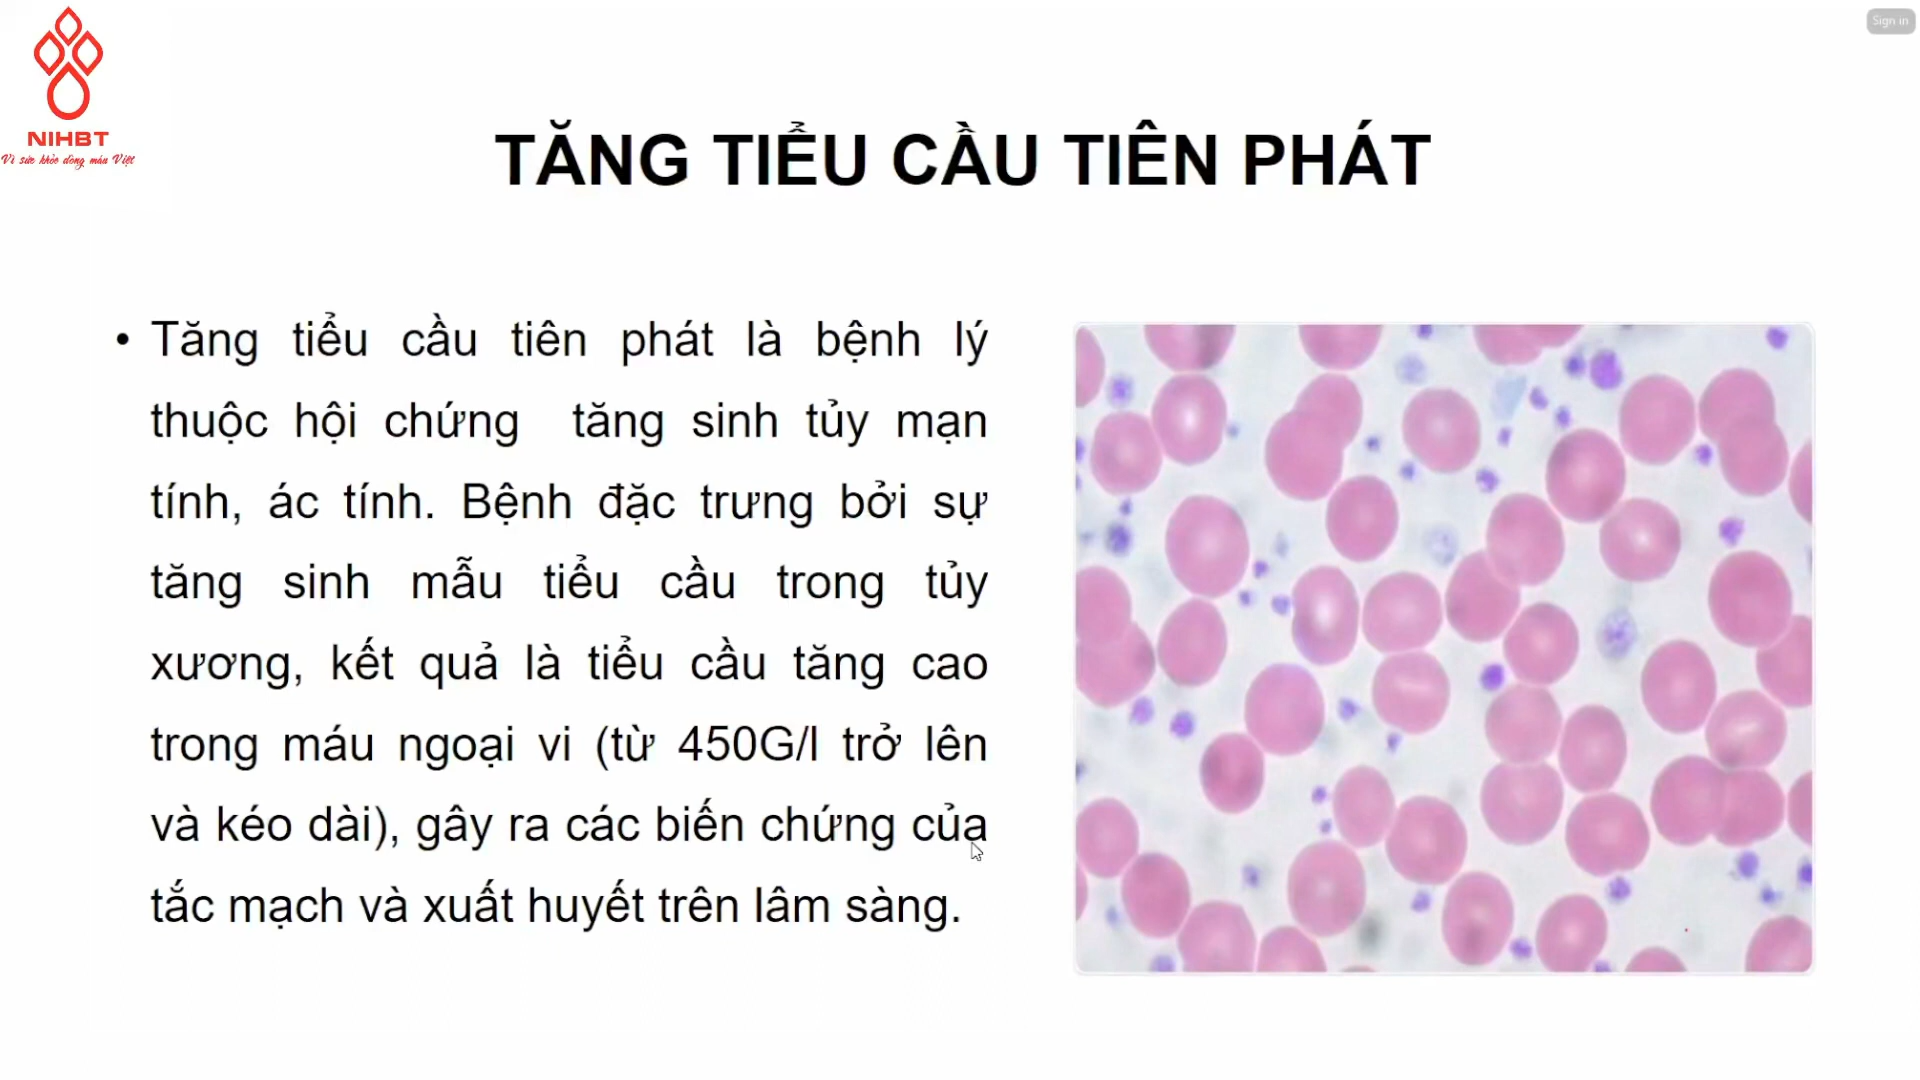 Sign in
NIHBT
Vì sức khỏe dòng máu Việt
TĂNG TIỂU CẦU TIÊN PHÁT
• Tăng tiểu cầu tiên phát là bệnh lý
thuộc hội chứng tăng sinh tủy mạn
tính, ác tính. Bệnh đặc trưng bởi sự
tăng sinh mẫu tiểu cầu trong tủy
xương, kết quả là tiểu cầu tăng cao
trong máu ngoại vi (từ 450G/l trở lên
và kéo dài), gây ra các biến chứng của
tắc mạch và xuất huyết trên lâm sàng.